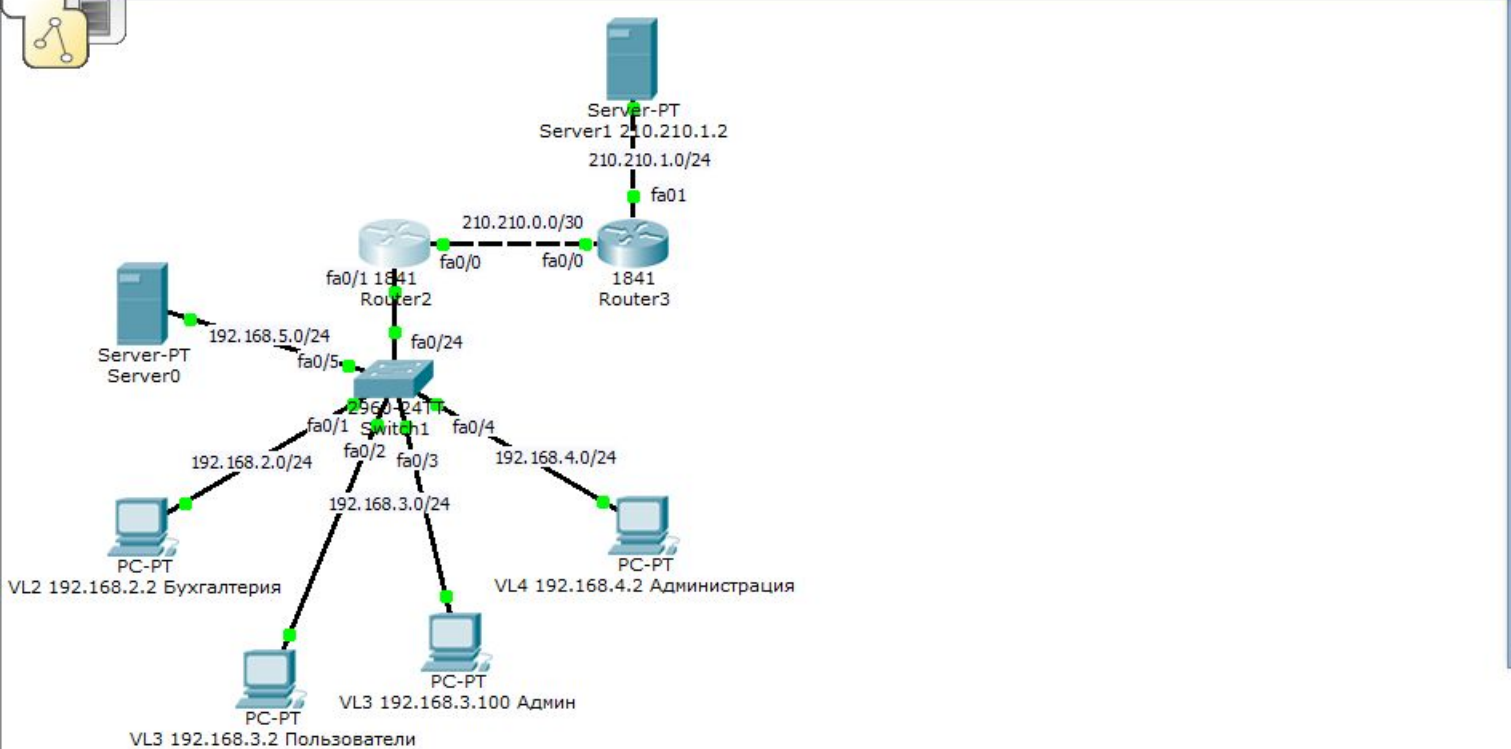 Server-PT
Server1 210.210.1.2
210.210.1.0/24
fa01
210.210.0.0/30
fa0/0
fa0/0
fa0/1 1841
Router2
1841
Router3
fa0/24
192.168.5.0/24
fa0/5
Server-PT
Server0
2960-24TT
Switch1
fa0/1
fa0/2
fa0/3
fa0/4
192.168.2.0/24
192.168.4.0/24
192.168.3.0/24
PC-PT
VL2 192.168.2.2 Бухгалтерия
PC-PT
VL4 192.168.4.2 Администрация
PC-PT
VL3 192.168.3.100 Админ
PC-PT
VL3 192.168.3.2 Пользователи